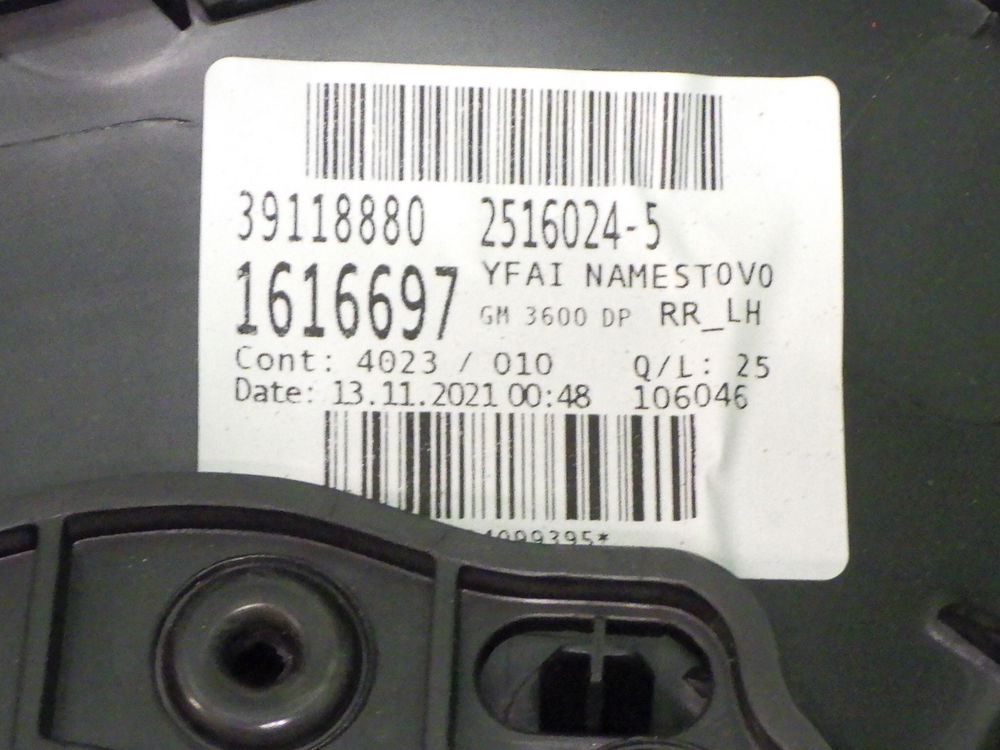 39118880 2516024-5
1616697 YFAI NAMESTOVO
GM 3600 DP RR_LH
Cont: 4023 / 010 Q/L: 25
Date: 13.11.2021 00:48 106046